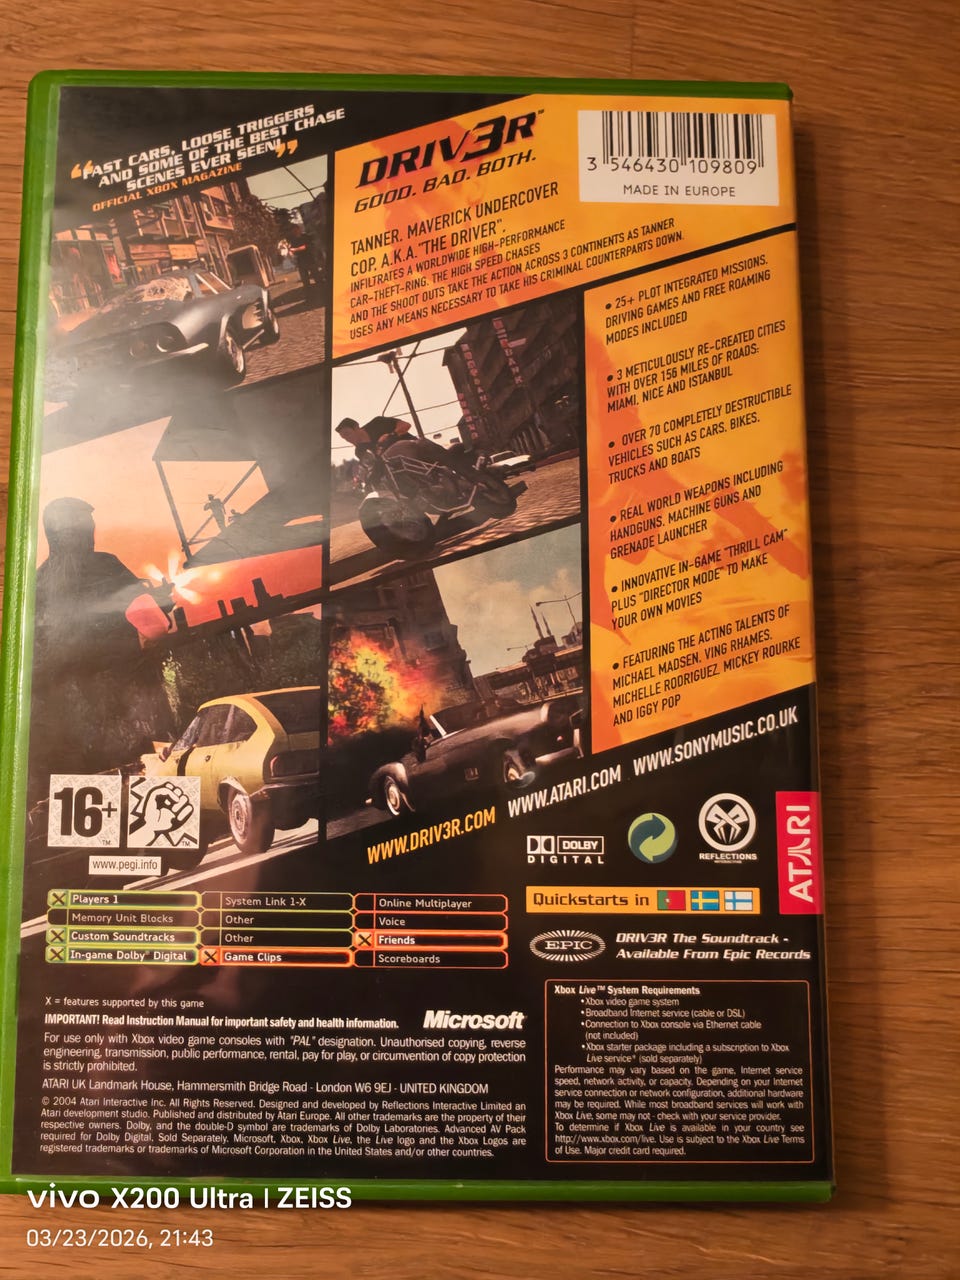 “FAST CARS, LOOSE TRIGGERS
AND SOME OF THE BEST CHASE
SCENES EVER SEEN!”
OFFICIAL XBOX MAGAZINE
DRIV3R™
GOOD. BAD. BOTH.
3 546430 109809
MADE IN EUROPE
TANNER. MAVERICK UNDERCOVER
COP. A.K.A. "THE DRIVER",
INFILTRATES A WORLDWIDE HIGH-PERFORMANCE
CAR-THEFT-RING. THE HIGH SPEED CHASES
AND THE SHOOT OUTS TAKE THE ACTION ACROSS 3 CONTINENTS AS TANNER
USES ANY MEANS NECESSARY TO TAKE HIS CRIMINAL COUNTERPARTS DOWN.
• 25+ PLOT INTEGRATED MISSIONS.
DRIVING GAMES AND FREE ROAMING
MODES INCLUDED
• 3 METICULOUSLY RE-CREATED CITIES
WITH OVER 156 MILES OF ROADS:
MIAMI, NICE AND ISTANBUL
• OVER 70 COMPLETELY DESTRUCTIBLE
VEHICLES SUCH AS CARS. BIKES.
TRUCKS AND BOATS
• REAL WORLD WEAPONS INCLUDING
HANDGUNS. MACHINE GUNS AND
GRENADE LAUNCHER
• INNOVATIVE IN-GAME "THRILL CAM"
PLUS "DIRECTOR MODE" TO MAKE
YOUR OWN MOVIES
• FEATURING THE ACTING TALENTS OF
MICHAEL MADSEN, VING RHAMES.
MICHELLE RODRIGUEZ, MICKEY ROURKE
AND IGGY POP
WWW.DRIV3R.COM WWW.ATARI.COM WWW.SONYMUSIC.CO.UK
16+™
™
www.pegi.info
DOLBY
DIGITAL
REFLECTIONS
INTERACTIVE
ATARI
Players 1
Memory Unit Blocks
Custom Soundtracks
In-game Dolby® Digital
System Link 1-X
Other
Other
Game Clips
Online Multiplayer
Voice
Friends
Scoreboards
Quickstarts in
EPIC
DRIV3R The Soundtrack -
Available From Epic Records
X = features supported by this game
IMPORTANT! Read Instruction Manual for important safety and health information.
Microsoft
For use only with Xbox video game consoles with "PAL" designation. Unauthorised copying, reverse
engineering, transmission, public performance, rental, pay for play, or circumvention of copy protection
is strictly prohibited.
ATARI UK Landmark House, Hammersmith Bridge Road - London W6 9EJ - UNITED KINGDOM
© 2004 Atari Interactive Inc. All Rights Reserved. Designed and developed by Reflections Interactive Limited an
Atari development studio. Published and distributed by Atari Europe. All other trademarks are the property of their
respective owners. Dolby, and the double-D symbol are trademarks of Dolby Laboratories. Advanced AV Pack
required for Dolby Digital, Sold Separately. Microsoft, Xbox, Xbox Live, the Live logo and the Xbox Logos are
registered trademarks or trademarks of Microsoft Corporation in the United States and/or other countries.
Xbox Live™ System Requirements
•Xbox video game system
•Broadband Internet service (cable or DSL)
•Connection to Xbox console via Ethernet cable
(not included)
•Xbox starter package including a subscription to Xbox
Live service* (sold separately)
Performance may vary based on the game, Internet service
speed, network activity, or capacity. Depending on your Internet
service connection or network configuration, additional hardware
may be required. While most broadband services will work with
Xbox Live, some may not - check with your service provider.
To determine if Xbox Live is available in your country see
http://www.xbox.com/live. Use is subject to the Xbox Live Terms
of Use. Major credit card required.
vivo X200 Ultra | ZEISS
03/23/2026, 21:43